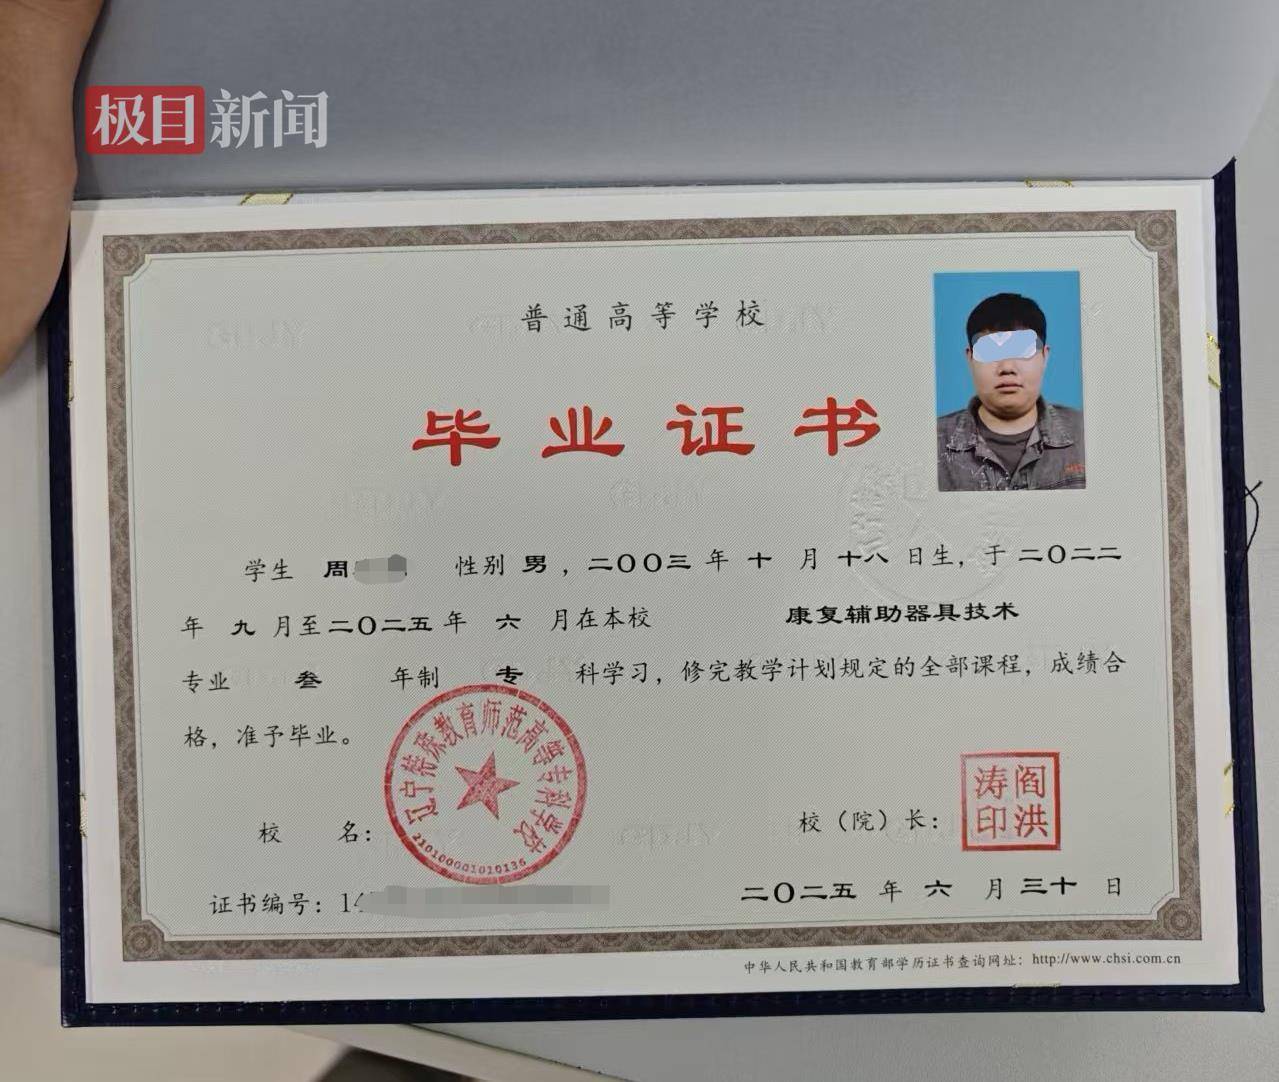 极目新闻
普通高等学校
毕业证书
学生 周 性别 男，二〇〇三 年 十 月 十八 日生，于 二〇二二
年 九 月至 二〇二五 年 六 月在本校 康复辅助器具技术
专业 叁 年制 专 科学习，修完教学计划规定的全部课程，成绩合
格，准予毕业。
辽宁特殊教育师范高等专科学校
210100001010136
校 名：
校（院）长：
阎洪涛印
证书编号：14
二〇二五 年 六 月 三十 日
中华人民共和国教育部学历证书查询网址：http://www.chsi.com.cn